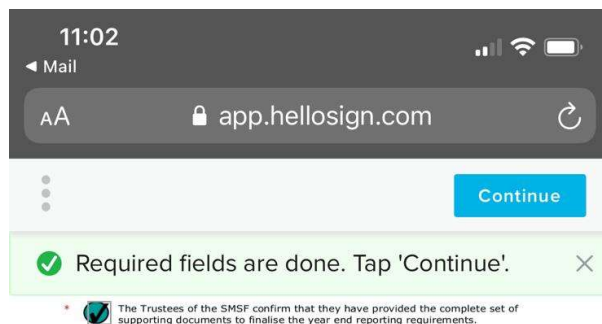 11:02
◀ Mail
AA app.hellosign.com
Continue
Required fields are done. Tap 'Continue'.
* The Trustees of the SMSF confirm that they have provided the complete set of
supporting documents to finalise the year end reporting requirements.